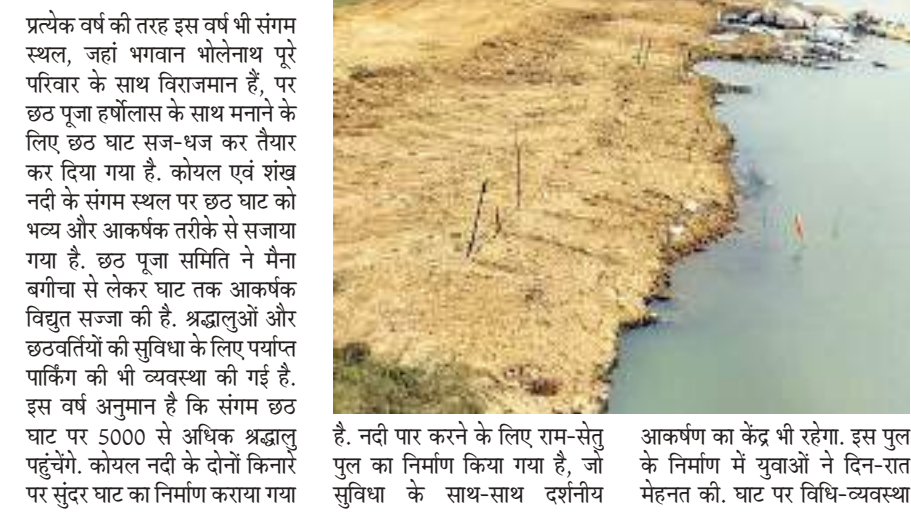 प्रत्येक वर्ष की तरह इस वर्ष भी संगम
स्थल, जहां भगवान भोलेनाथ पूरे
परिवार के साथ विराजमान हैं, पर
छठ पूजा हर्षोलास के साथ मनाने के
लिए छठ घाट सज-धज कर तैयार
कर दिया गया है. कोयल एवं शंख
नदी के संगम स्थल पर छठ घाट को
भव्य और आकर्षक तरीके से सजाया
गया है. छठ पूजा समिति ने मैना
बगीचा से लेकर घाट तक आकर्षक
विद्युत सज्जा की है. श्रद्धालुओं और
छठवर्तियों की सुविधा के लिए पर्याप्त
पार्किंग की भी व्यवस्था की गई है.
इस वर्ष अनुमान है कि संगम छठ
घाट पर 5000 से अधिक श्रद्धालु
पहुंचेंगे. कोयल नदी के दोनों किनारे
पर सुंदर घाट का निर्माण कराया गया
है. नदी पार करने के लिए राम-सेतु
पुल का निर्माण किया गया है, जो
सुविधा के साथ-साथ दर्शनीय
आकर्षण का केंद्र भी रहेगा. इस पुल
के निर्माण में युवाओं ने दिन-रात
मेहनत की. घाट पर विधि-व्यवस्था